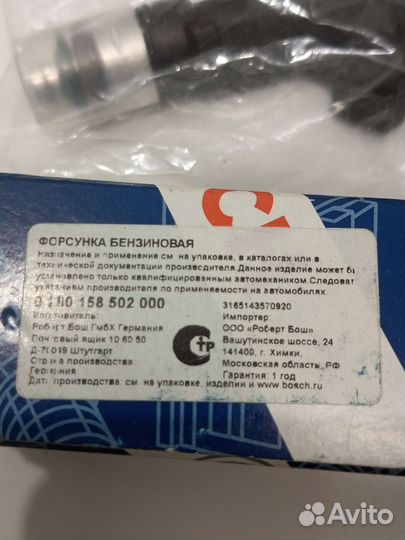 ФОРСУНКА БЕНЗИНОВАЯ
Назначение и применение см. на упаковке, в каталогах или в
технической документации производителя.Данное изделие может бы
установлено только квалифицированным автомехаником.Следоват
указаниям производителя по применяемости на автомобилях.
0 280 158 502 000
3165143570920
Изготовитель:
Импортер:
Роберт Бош ГмбХ Германия
ООО «Роберт Бош»
Почтовый ящик 10 60 50
Вашутинское шоссе, 24
Д-70049 Штутгарт
141400, г. Химки,
Страна производства
Московская область, РФ
Германия
Гарантия: 1 год
Дата производства см. на упаковке, изделии и www.bosch.ru
Стр
Avito